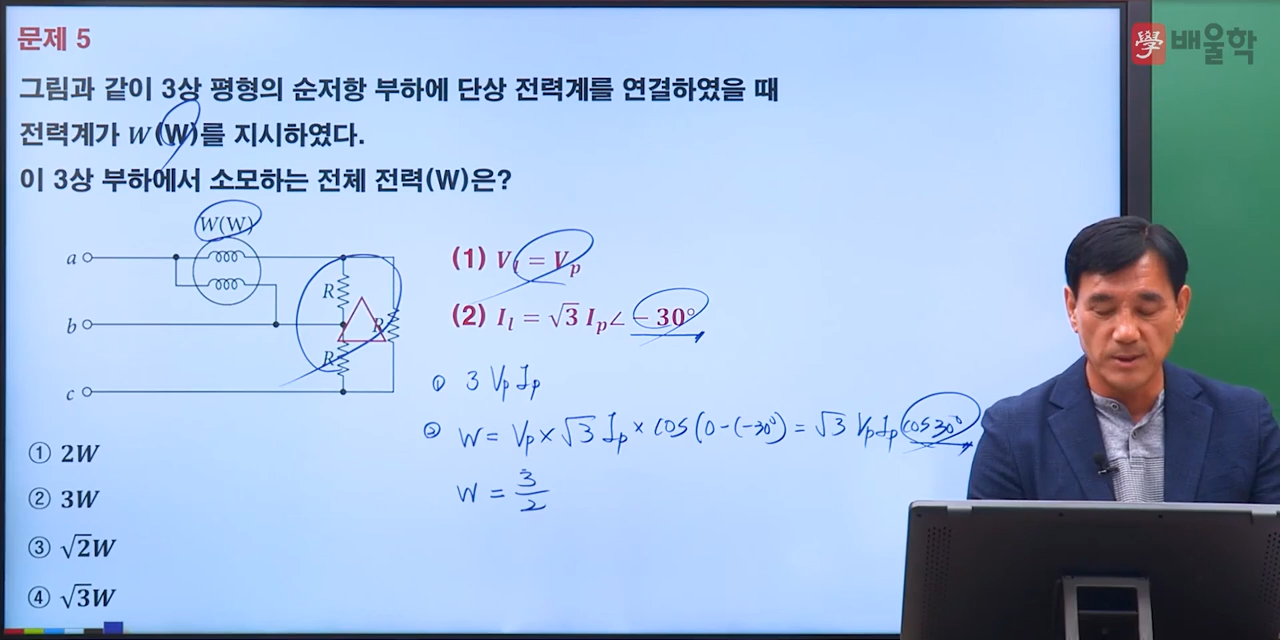 문제 5
學 배울학
그림과 같이 3상 평형의 순저항 부하에 단상 전력계를 연결하였을 때
전력계가 W(W)를 지시하였다.
이 3상 부하에서 소모하는 전체 전력(W)은?
W(W)
a
b
c
R
R
R
(1) V_l = V_p
(2) I_l = √3 I_p∠ − 30°
① 3 V_p I_p
② W = V_p × √3 I_p × cos(0-(-30°) = √3 V_p I_p cos30°
W = 3/2
① 2W
② 3W
③ √2W
④ √3W